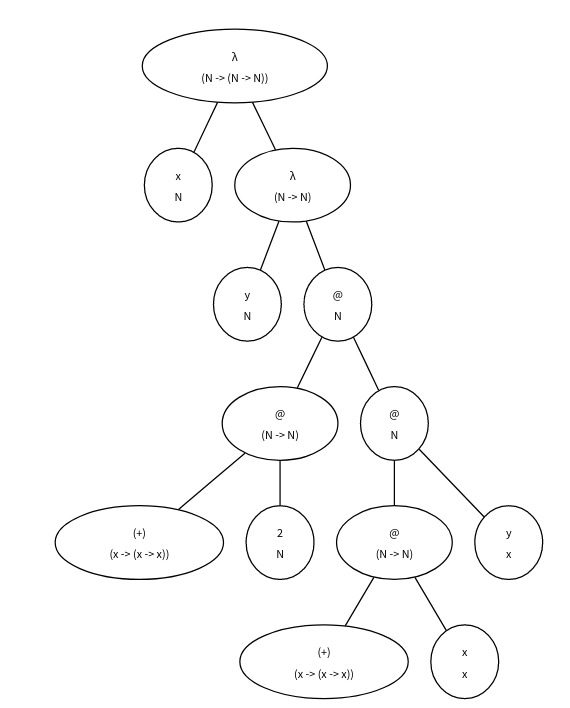 λ
(N -> (N -> N))
x
N
λ
(N -> N)
y
N
@
N
@
(N -> N)
@
N
(+)
(x -> (x -> x))
2
N
@
(N -> N)
y
x
(+)
(x -> (x -> x))
x
x